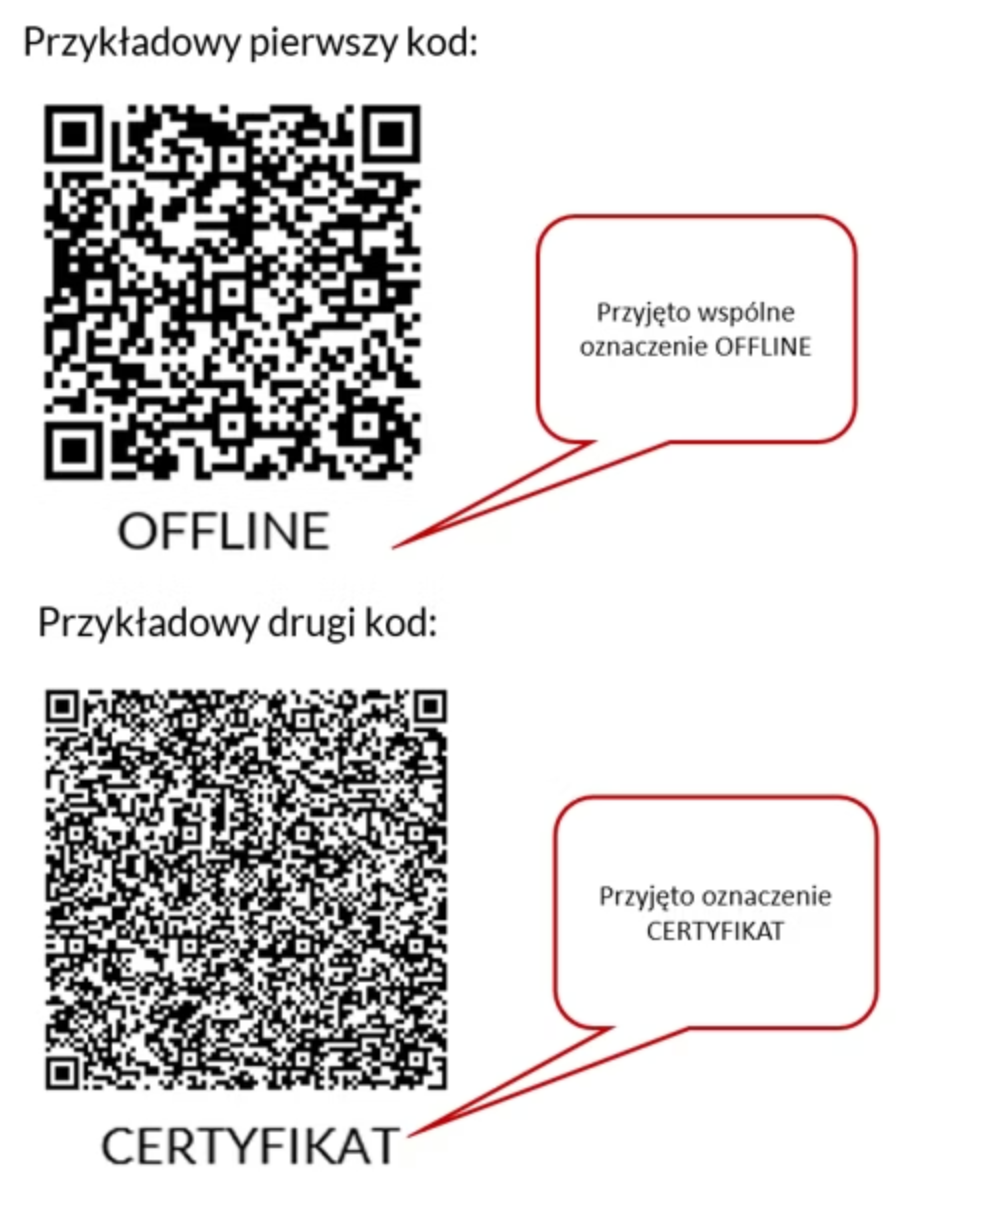 Przykładowy pierwszy kod:
Przyjęto wspólne
oznaczenie OFFLINE
OFFLINE
Przykładowy drugi kod:
Przyjęto oznaczenie
CERTYFIKAT
CERTYFIKAT